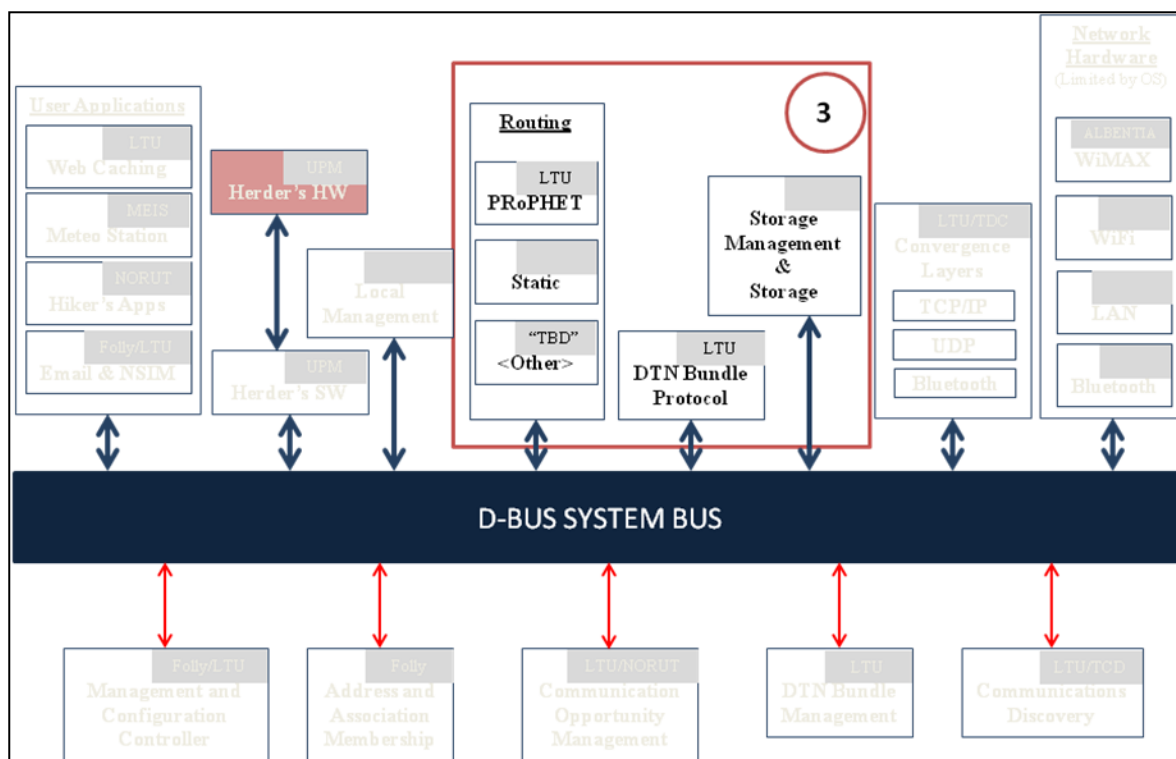 User Applications
LTU
Web Caching
MEIS
Meteo Station
NORUT
Hiker's Apps
Folly/LTU
Email & NSIM
UPM
Herder's HW
UPM
Herder's SW
Local
Management
Routing
LTU
PRoPHET
Static
"TBD"
<Other>
3
LTU
DTN Bundle
Protocol
Storage
Management
&
Storage
LTU/TDC
Convergence
Layers
TCP/IP
UDP
Bluetooth
Network
Hardware
(Limited by OS)
ALBENTIA
WiMAX
WiFi
LAN
Bluetooth
D-BUS SYSTEM BUS
Folly/LTU
Management and
Configuration
Controller
Folly
Address and
Association
Membership
LTU/NORUT
Communication
Opportunity
Management
LTU
DTN Bundle
Management
LTU/TCD
Communications
Discovery